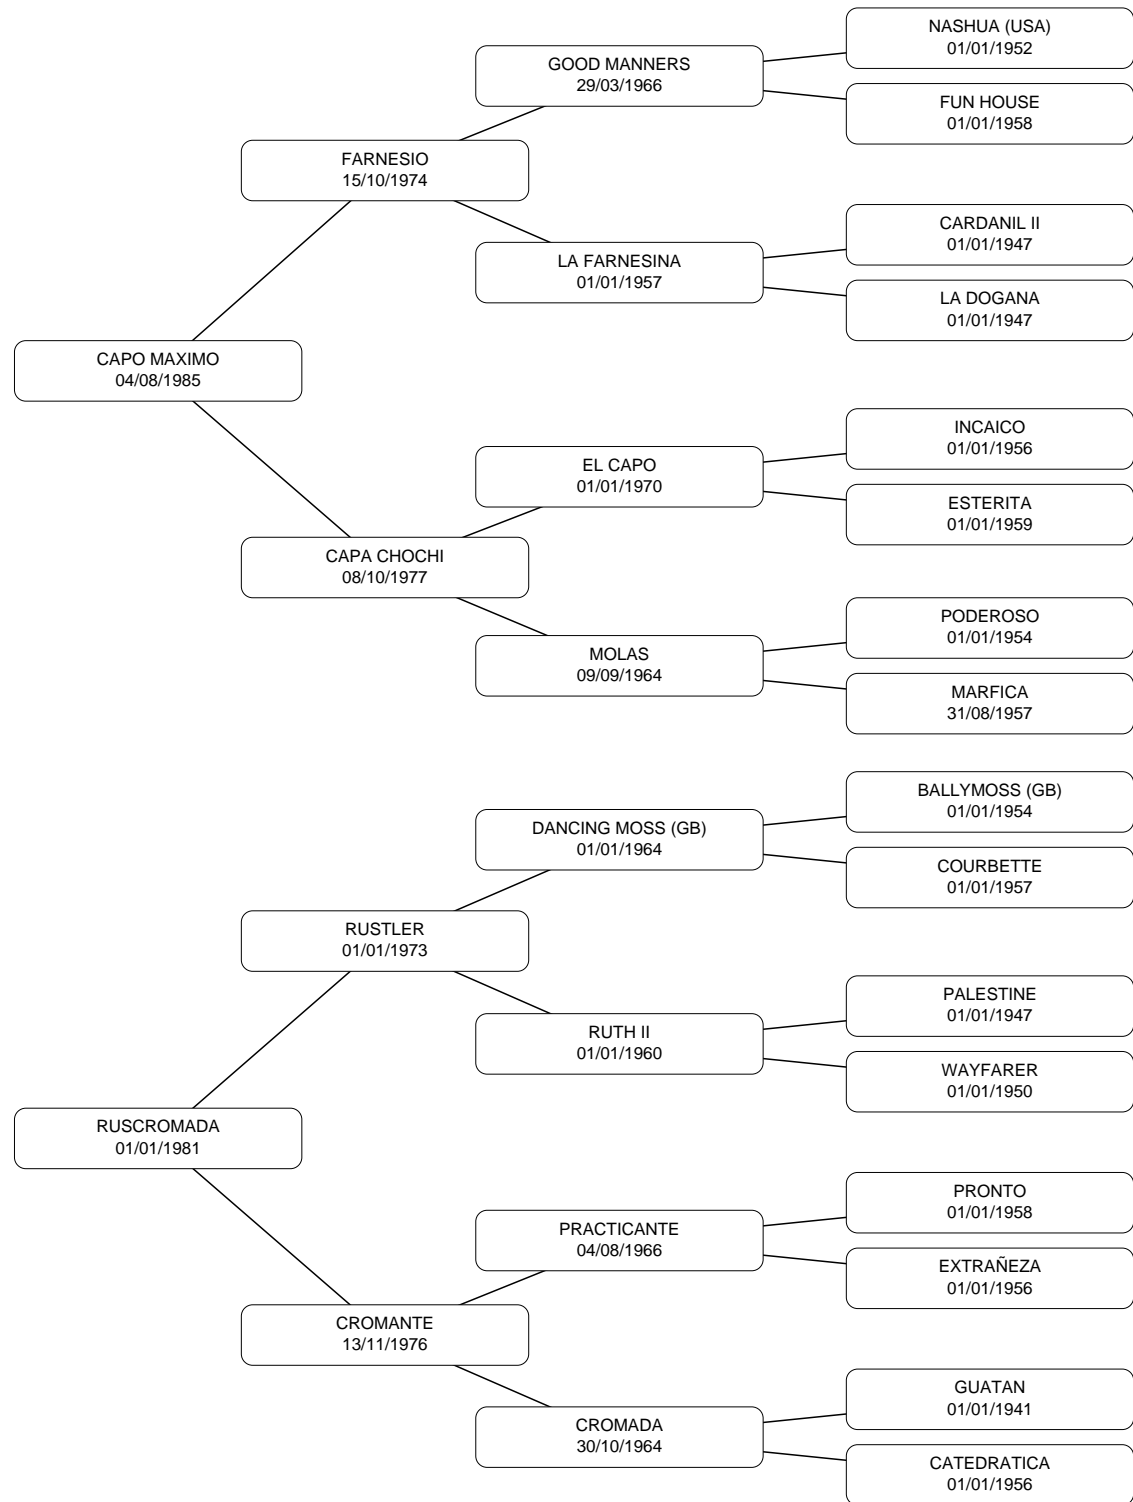 NASHUA (USA)
01/01/1952
GOOD MANNERS
29/03/1966
FUN HOUSE
01/01/1958
FARNESIO
15/10/1974
CARDANIL II
01/01/1947
LA FARNESINA
01/01/1957
LA DOGANA
01/01/1947
CAPO MAXIMO
04/08/1985
INCAICO
01/01/1956
EL CAPO
01/01/1970
ESTERITA
01/01/1959
CAPA CHOCHI
08/10/1977
PODEROSO
01/01/1954
MOLAS
09/09/1964
MARFICA
31/08/1957
BALLYMOSS (GB)
01/01/1954
DANCING MOSS (GB)
01/01/1964
COURBETTE
01/01/1957
RUSTLER
01/01/1973
PALESTINE
01/01/1947
RUTH II
01/01/1960
WAYFARER
01/01/1950
RUSCROMADA
01/01/1981
PRONTO
01/01/1958
PRACTICANTE
04/08/1966
EXTRAÑEZA
01/01/1956
CROMANTE
13/11/1976
GUATAN
01/01/1941
CROMADA
30/10/1964
CATEDRATICA
01/01/1956